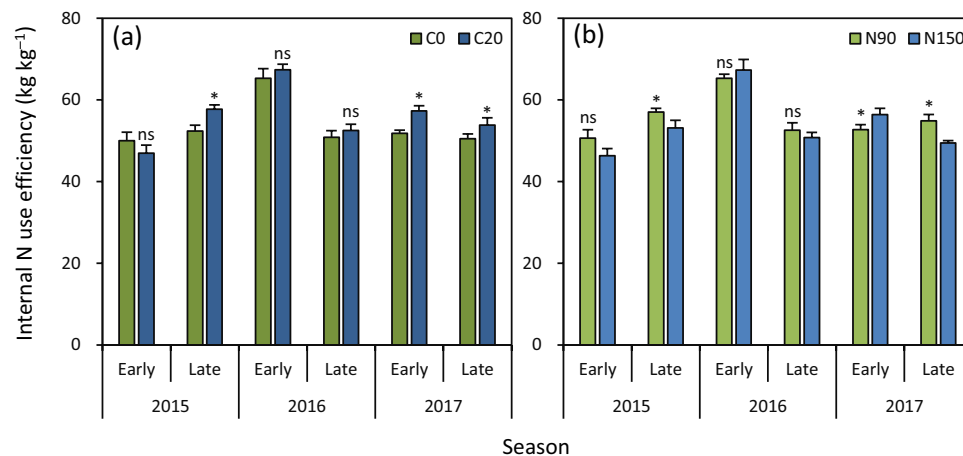 Internal N use efficiency (kg kg⁻¹)
80
60
40
20
0
(a)
C0 C20
ns * ns ns * *
Early Late Early Late Early Late
2015 2016 2017
80
60
40
20
0
(b)
N90 N150
ns * ns ns * *
Early Late Early Late Early Late
2015 2016 2017
Season